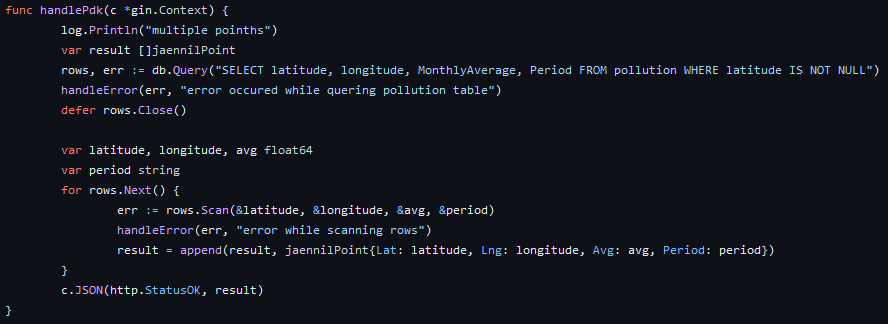 func handlePdk(c *gin.Context) {
        log.Println("multiple poinths")
        var result []jaennilPoint
        rows, err := db.Query("SELECT latitude, longitude, MonthlyAverage, Period FROM pollution WHERE latitude IS NOT NULL")
        handleError(err, "error occured while quering pollution table")
        defer rows.Close()

        var latitude, longitude, avg float64
        var period string
        for rows.Next() {
                err := rows.Scan(&latitude, &longitude, &avg, &period)
                handleError(err, "error while scanning rows")
                result = append(result, jaennilPoint{Lat: latitude, Lng: longitude, Avg: avg, Period: period})
        }
        c.JSON(http.StatusOK, result)
}